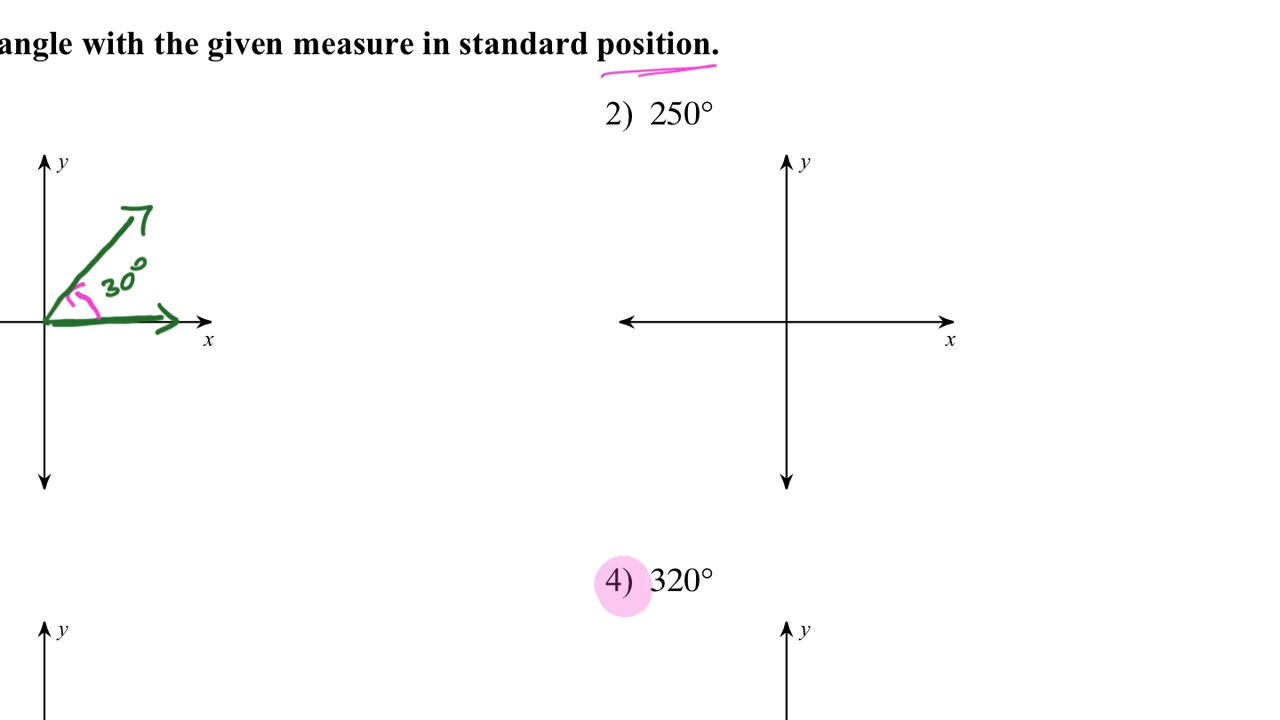 angle with the given measure in standard position.
2) 250°
y
y
30°
x
x
4) 320°
y
y